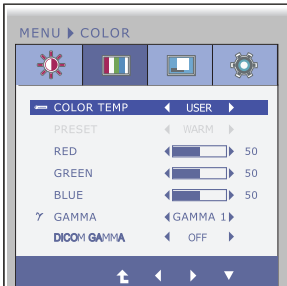 MENU COLOR
COLOR TEMP USER
PRESET WARM
RED 50
GREEN 50
BLUE 50
γ GAMMA GAMMA 1
DICOM GAMMA OFF